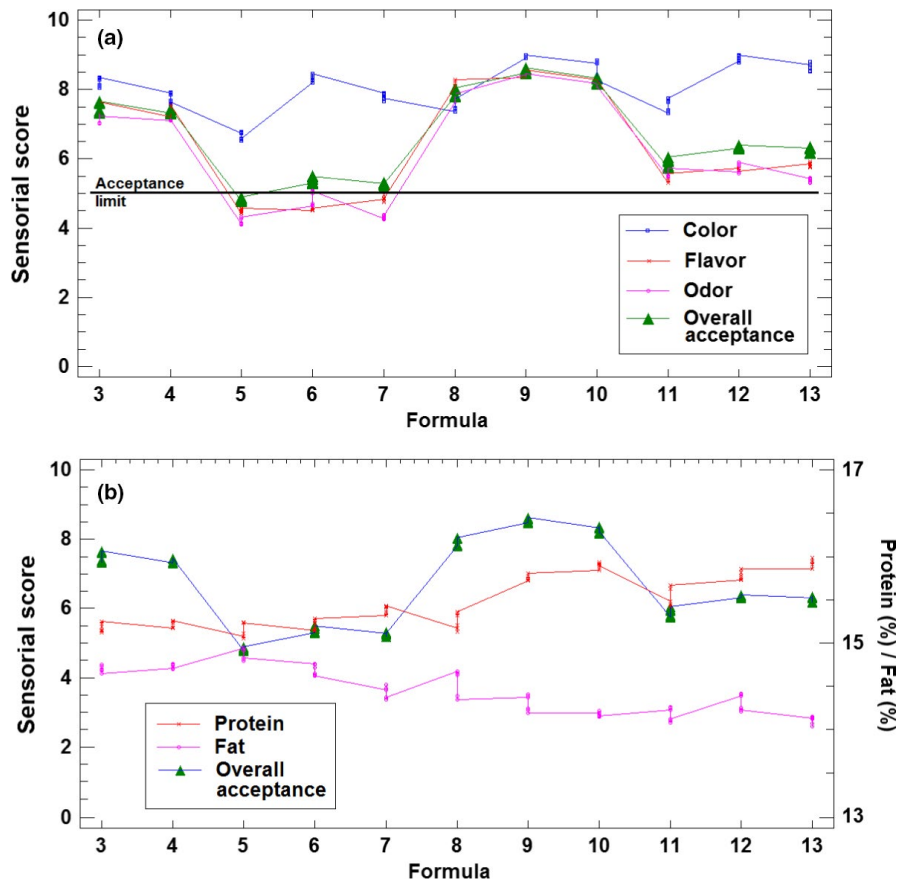 (a)
10
8
6
4
2
0
Sensorial score
Acceptance
limit
Color
Flavor
Odor
Overall
acceptance
3 4 5 6 7 8 9 10 11 12 13
Formula
(b)
10
8
6
4
2
0
Sensorial score
17
15
13
Protein (%) / Fat (%)
Protein
Fat
Overall
acceptance
3 4 5 6 7 8 9 10 11 12 13
Formula